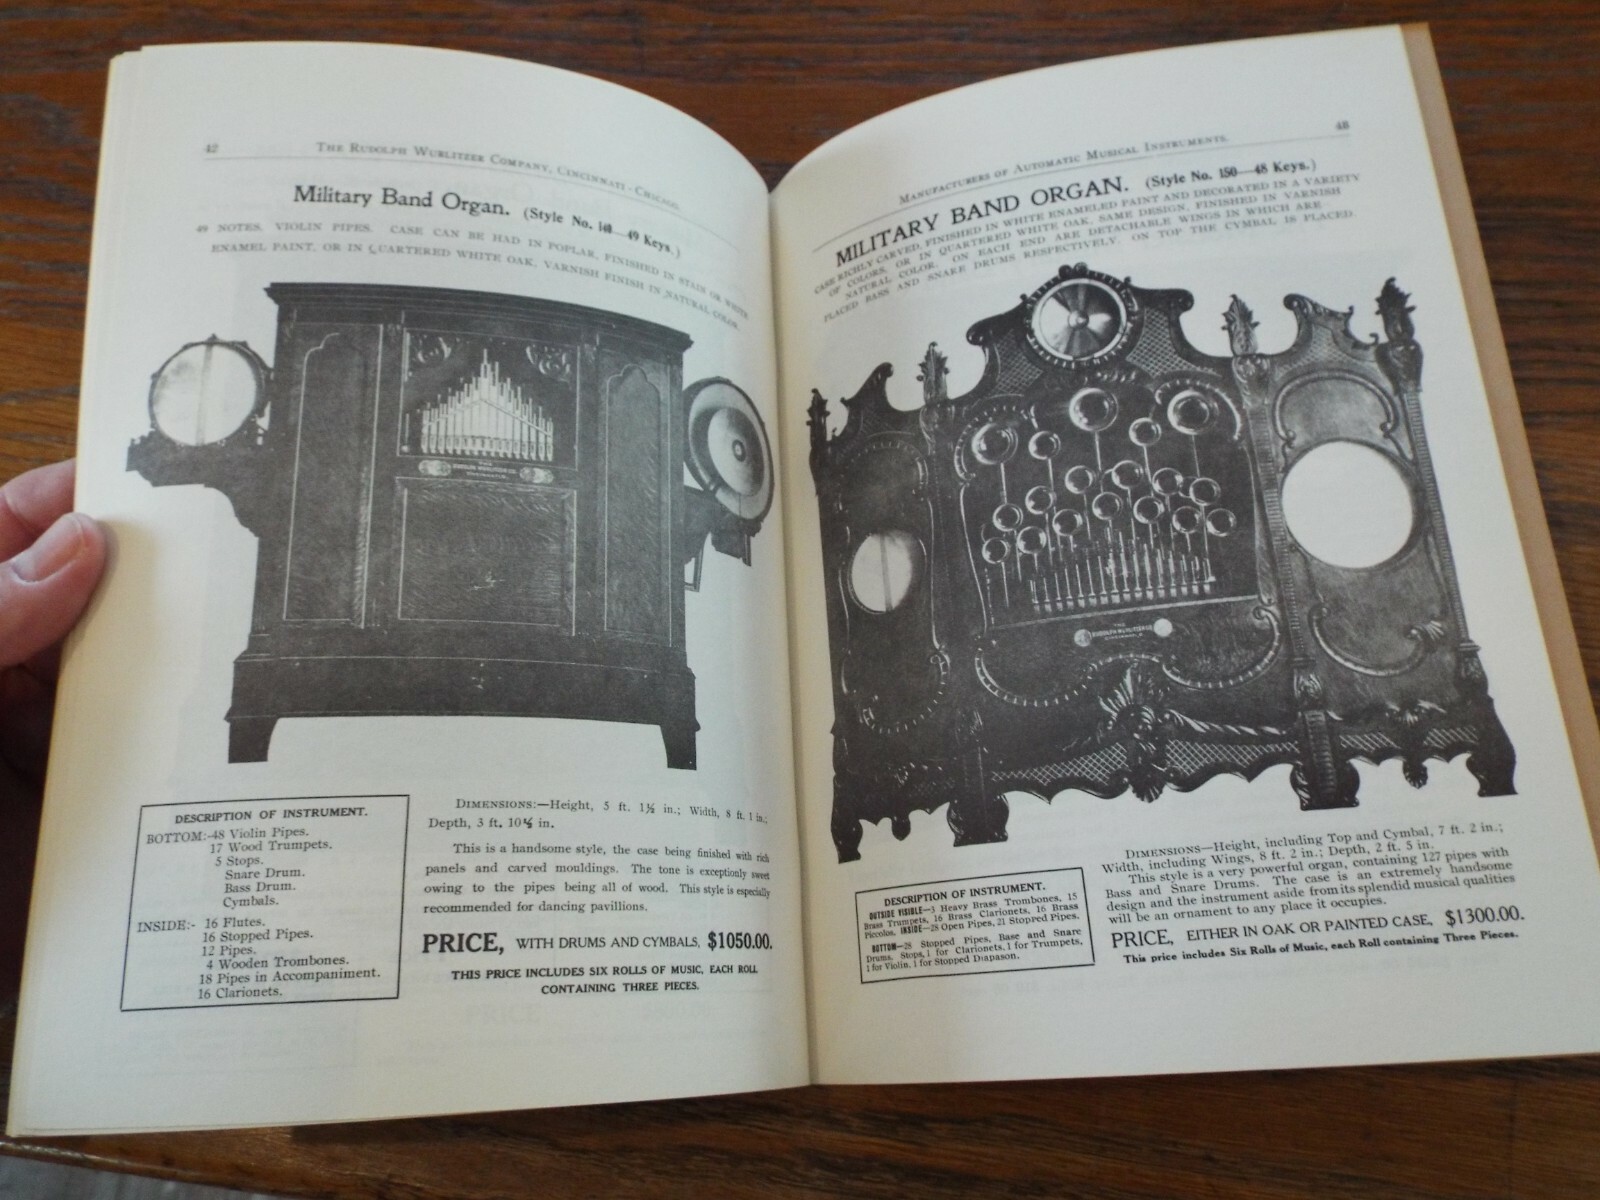 42
THE RUDOLPH WURLITZER COMPANY, CINCINNATI - CHICAGO.
Military Band Organ. (Style No. 140—49 Keys.)
49 NOTES. VIOLIN PIPES. CASE CAN BE HAD IN POPLAR, FINISHED IN STAIN OR WHITE
ENAMEL PAINT, OR IN QUARTERED WHITE OAK, VARNISH FINISH IN NATURAL COLOR.
THE
RUDOLPH WURLITZER CO.
CINCINNATI, O.
DESCRIPTION OF INSTRUMENT.
BOTTOM:-48 Violin Pipes.
17 Wood Trumpets.
5 Stops.
Snare Drum.
Bass Drum.
Cymbals.
INSIDE:- 16 Flutes.
16 Stopped Pipes.
12 Pipes.
4 Wooden Trombones.
18 Pipes in Accompaniment.
16 Clarionets.
DIMENSIONS:—Height, 5 ft. 1½ in.; Width, 8 ft. 1 in.;
Depth, 3 ft. 10½ in.
This is a handsome style, the case being finished with rich
panels and carved mouldings. The tone is exceptionly sweet
owing to the pipes being all of wood. This style is especially
recommended for dancing pavillions.
PRICE, WITH DRUMS AND CYMBALS, $1050.00.
THIS PRICE INCLUDES SIX ROLLS OF MUSIC, EACH ROLL
CONTAINING THREE PIECES.
48
MANUFACTURERS OF AUTOMATIC MUSICAL INSTRUMENTS.
MILITARY BAND ORGAN. (Style No. 150—48 Keys.)
CASE RICHLY CARVED, FINISHED IN WHITE ENAMELED PAINT AND DECORATED IN A VARIETY
OF COLORS, OR IN QUARTERED WHITE OAK, SAME DESIGN, FINISHED IN VARNISH
NATURAL COLOR. ON EACH END ARE DETACHABLE WINGS IN WHICH ARE
PLACED BASS AND SNARE DRUMS RESPECTIVELY. ON TOP THE CYMBAL IS PLACED.
THE
RUDOLPH WURLITZER CO.
CINCINNATI, O.
DESCRIPTION OF INSTRUMENT.
OUTSIDE VISIBLE—3 Heavy Brass Trombones, 15
Brass Trumpets, 16 Brass Clarionets, 16 Brass
Piccolos. INSIDE—28 Open Pipes, 21 Stopred Pipes.
BOTTOM—28 Stopped Pipes, Base and Snare
Drums, Stops, 1 for Clarionets, 1 for Trumpets,
1 for Violin, 1 for Stopped Diapason.
DIMENSIONS—Height, including Top and Cymbal, 7 ft. 2 in.;
Width, including Wings, 8 ft. 2 in.; Depth, 2 ft. 5 in.
This style is a very powerful organ, containing 127 pipes with
Bass and Snare Drums. The case is an extremely handsome
design and the instrument aside from its splendid musical qualities
will be an ornament to any place it occupies.
PRICE, EITHER IN OAK OR PAINTED CASE, $1300.00.
This price includes Six Rolls of Music, each Roll containing Three Pieces.